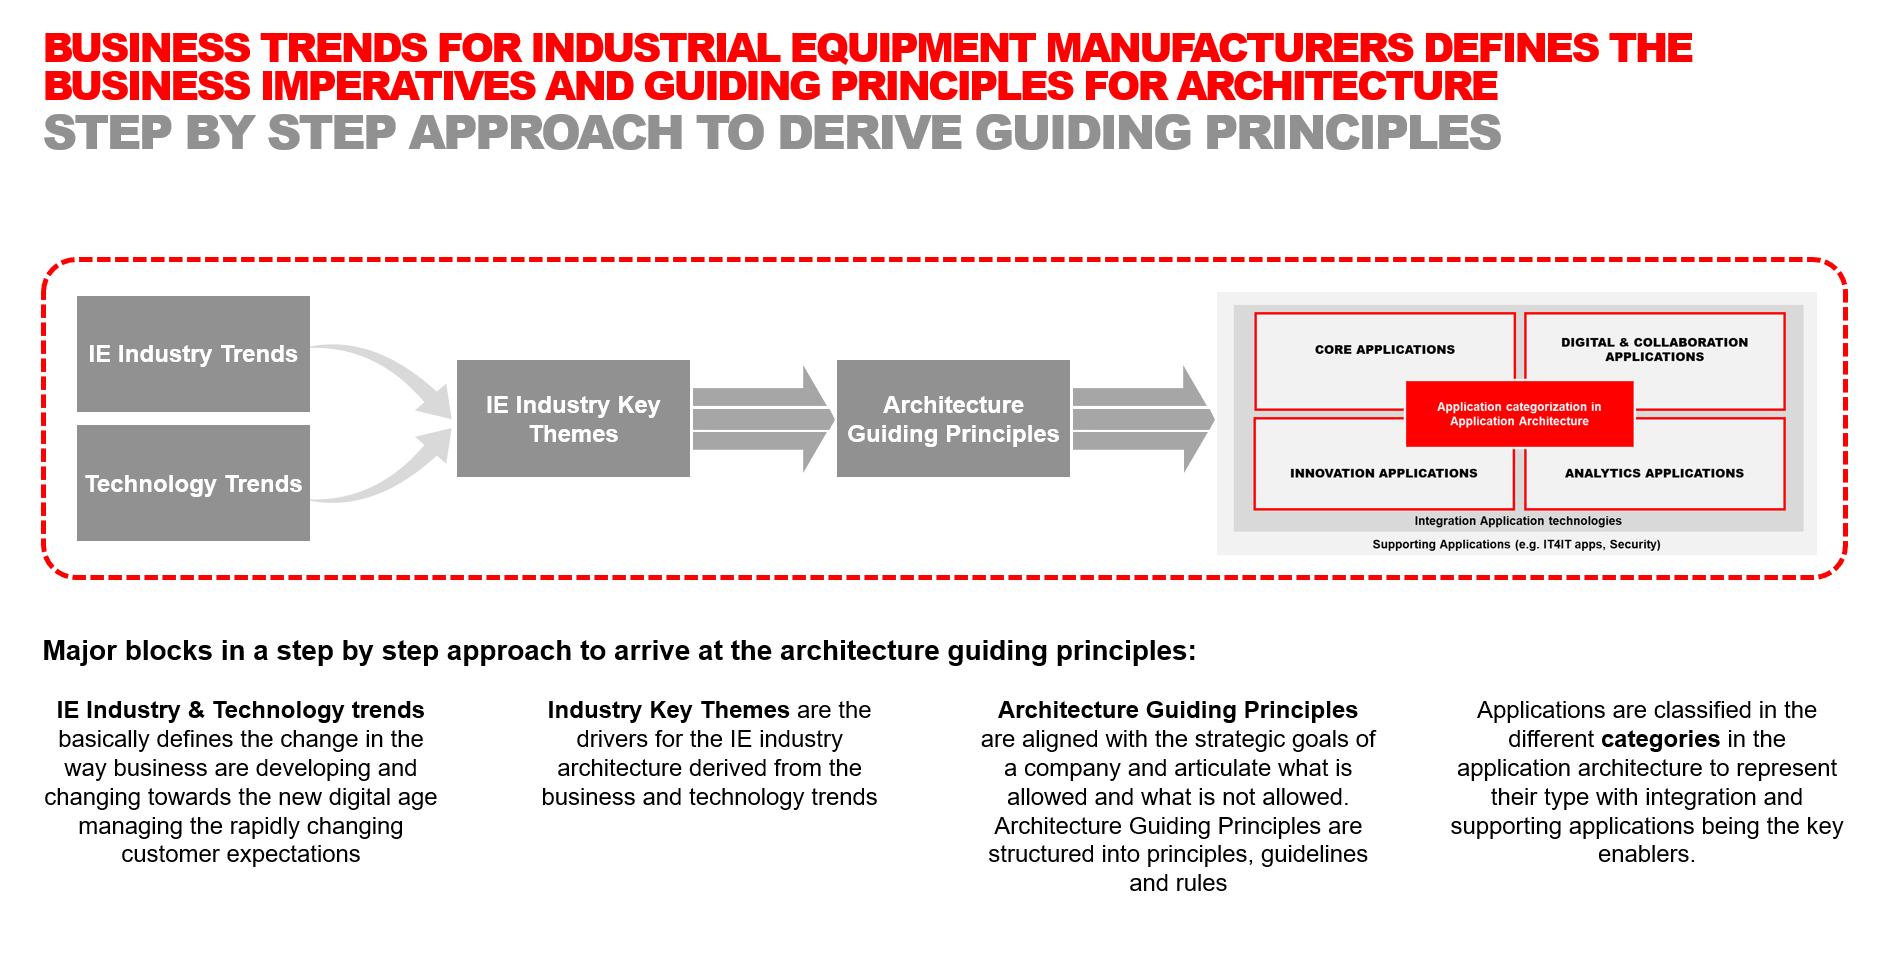 BUSINESS TRENDS FOR INDUSTRIAL EQUIPMENT MANUFACTURERS DEFINES THE
BUSINESS IMPERATIVES AND GUIDING PRINCIPLES FOR ARCHITECTURE
STEP BY STEP APPROACH TO DERIVE GUIDING PRINCIPLES
IE Industry Trends
Technology Trends
IE Industry Key
Themes
Architecture
Guiding Principles
CORE APPLICATIONS
DIGITAL & COLLABORATION
APPLICATIONS
Application categorization in
Application Architecture
INNOVATION APPLICATIONS
ANALYTICS APPLICATIONS
Integration Application technologies
Supporting Applications (e.g. IT4IT apps, Security)
Major blocks in a step by step approach to arrive at the architecture guiding principles:
IE Industry & Technology trends
basically defines the change in the
way business are developing and
changing towards the new digital age
managing the rapidly changing
customer expectations
Industry Key Themes are the
drivers for the IE industry
architecture derived from the
business and technology trends
Architecture Guiding Principles
are aligned with the strategic goals of
a company and articulate what is
allowed and what is not allowed.
Architecture Guiding Principles are
structured into principles, guidelines
and rules
Applications are classified in the
different categories in the
application architecture to represent
their type with integration and
supporting applications being the key
enablers.